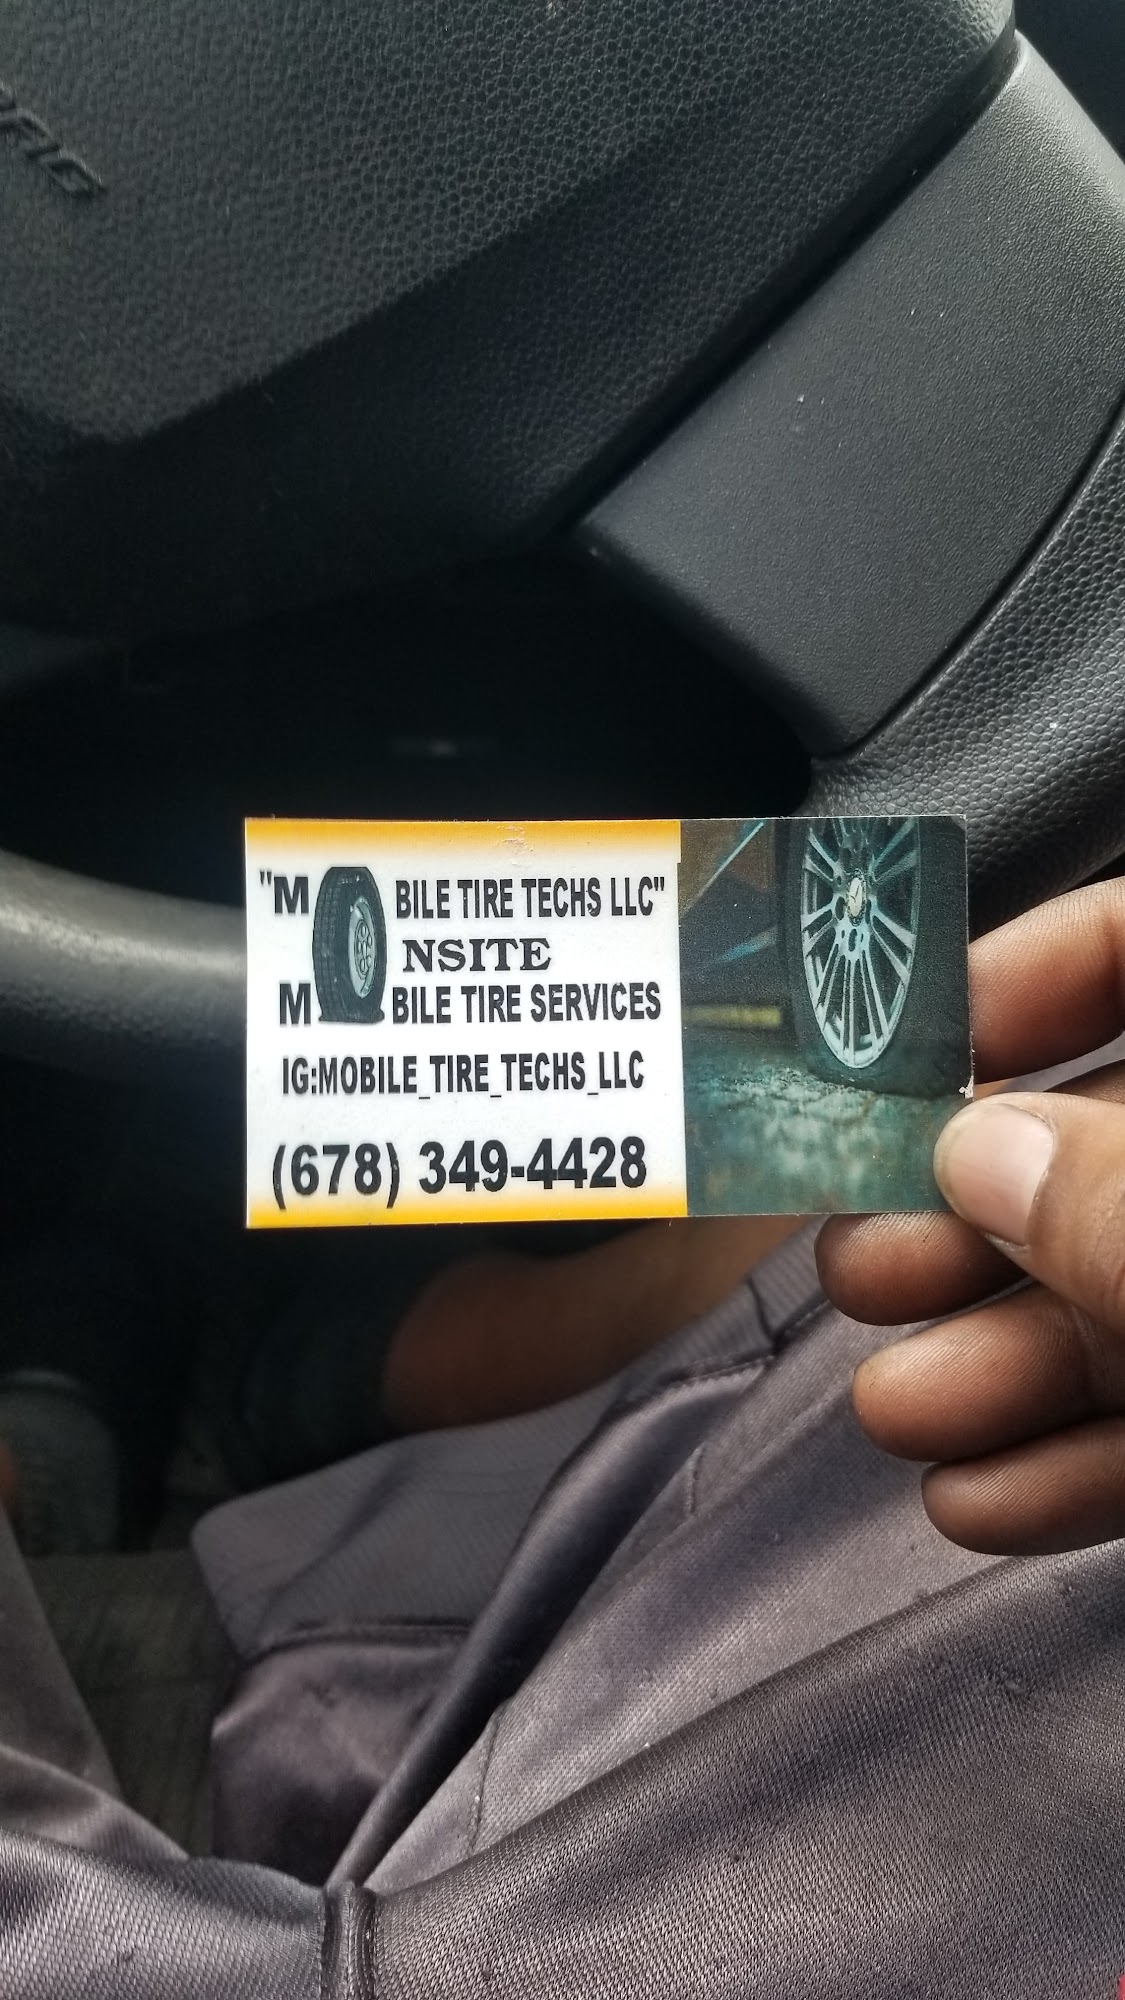 "M BILE TIRE TECHS LLC"
NSITE
M BILE TIRE SERVICES
IG:MOBILE_TIRE_TECHS_LLC
(678) 349-4428